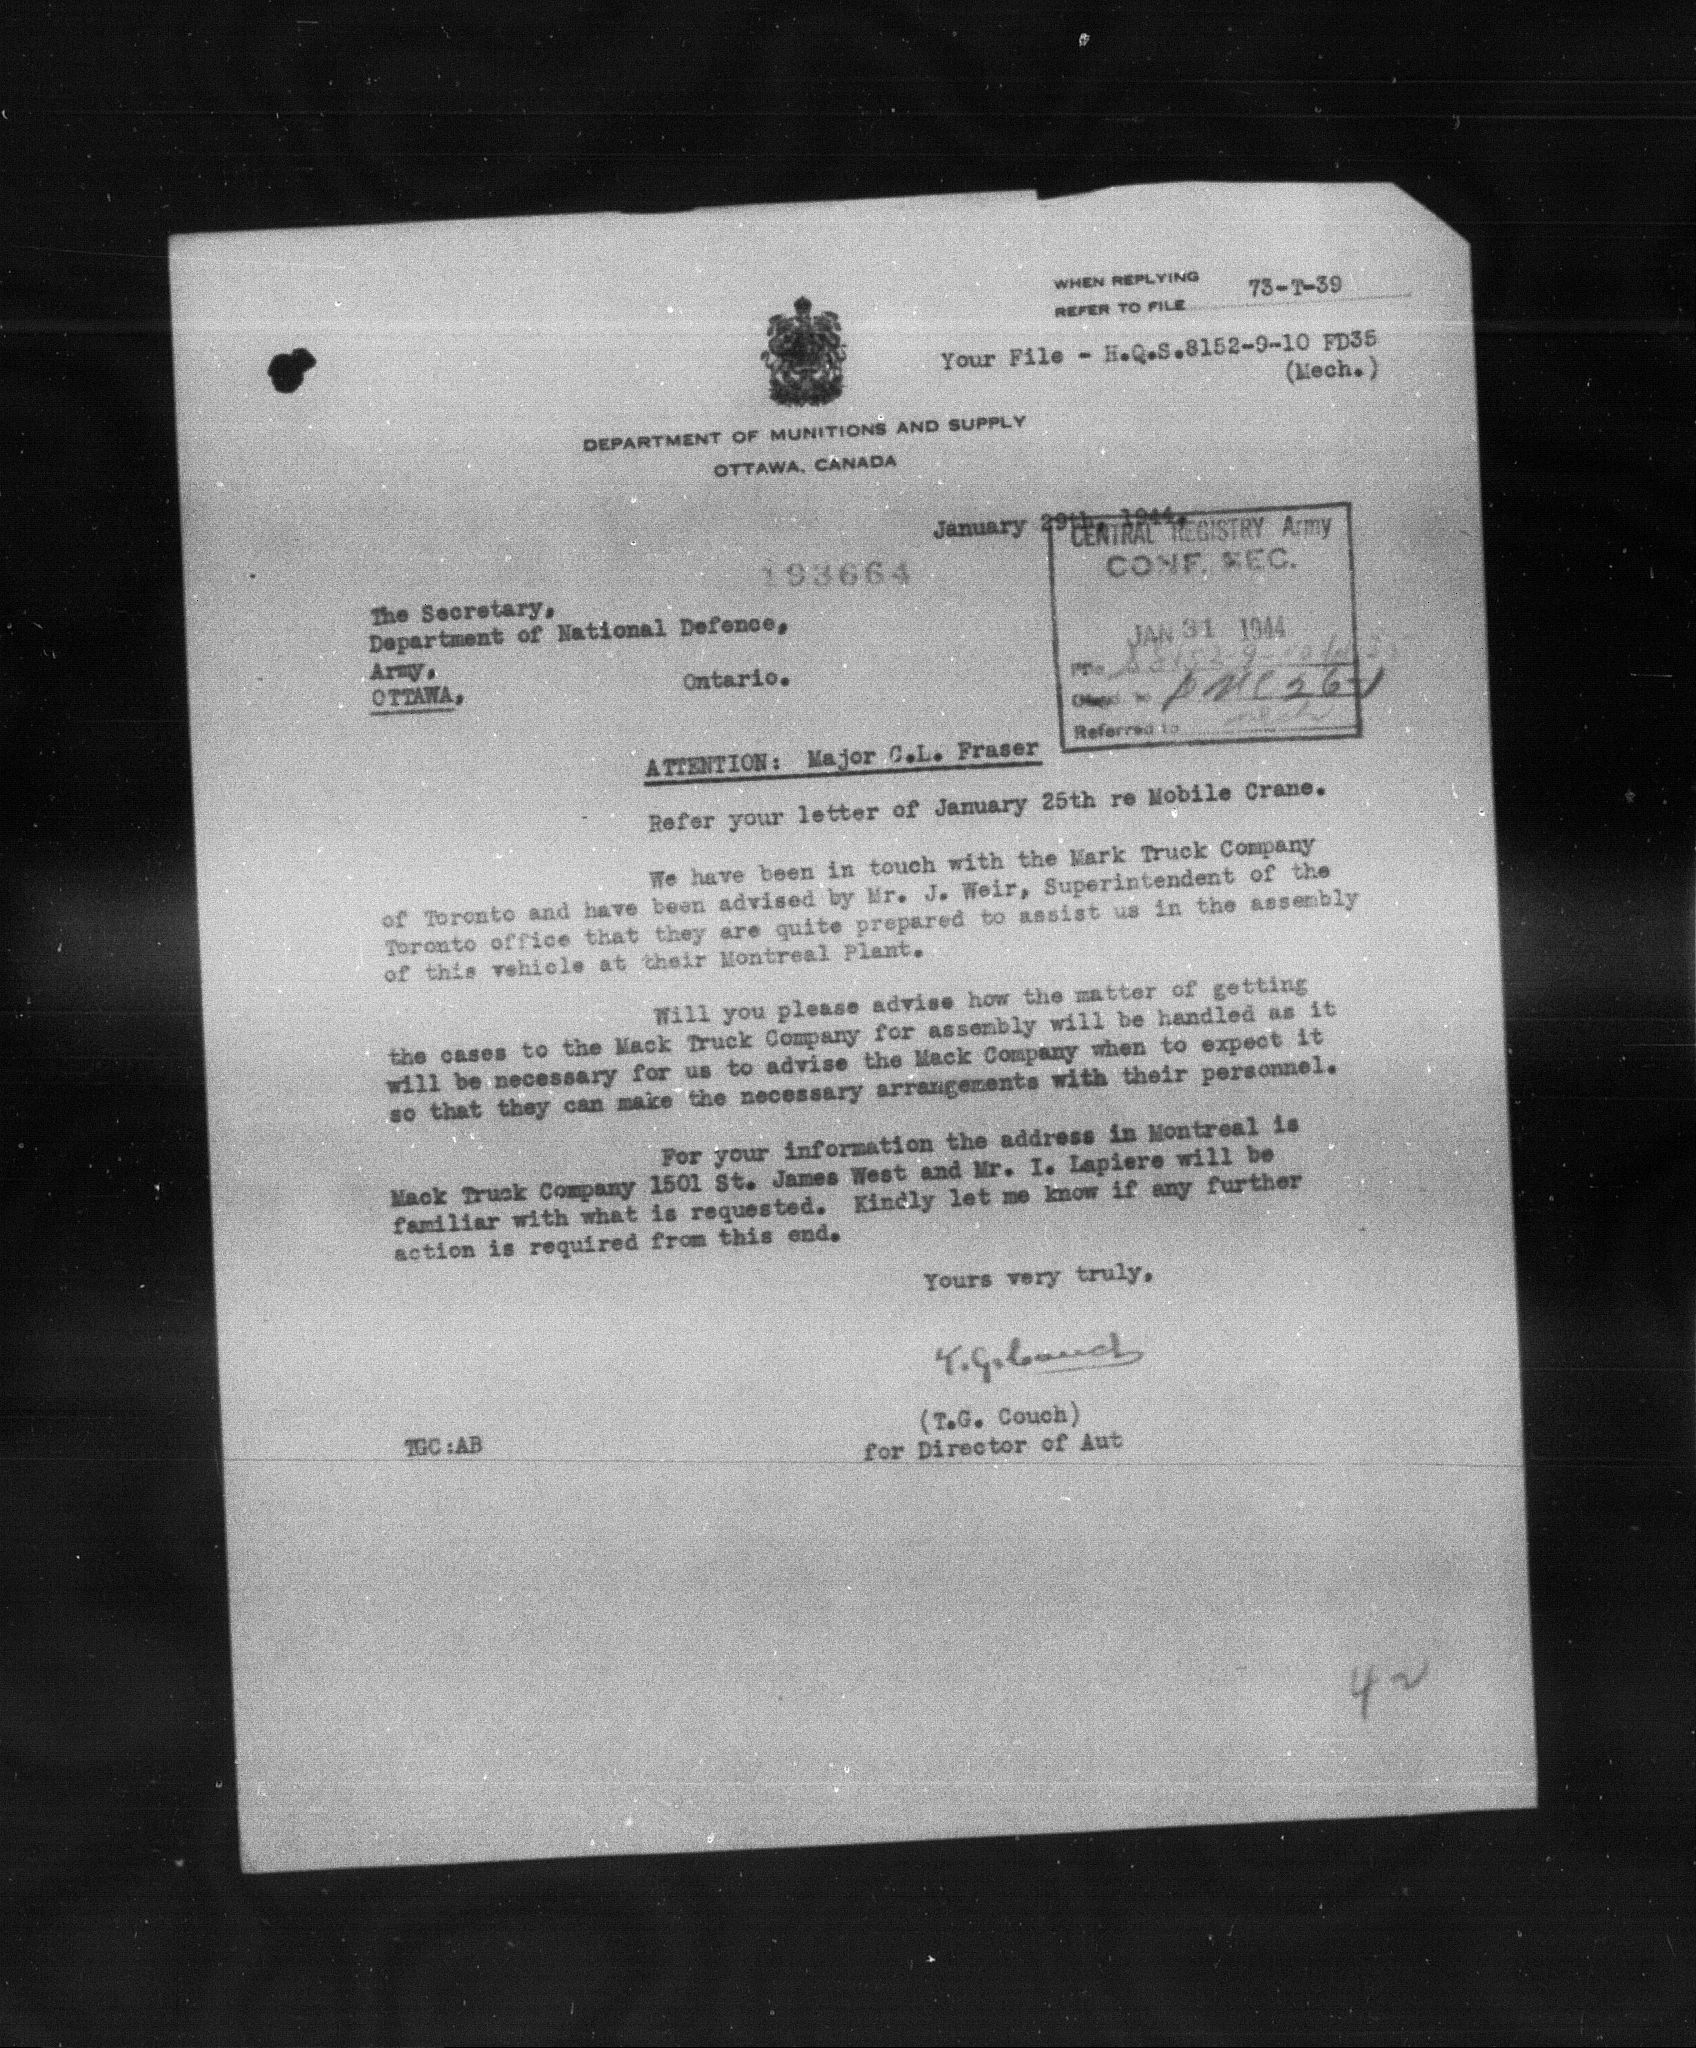 WHEN REPLYING
REFER TO FILE 73-T-39
Your File - H.Q.S.8152-9-10 FD35
(Mech.)
DEPARTMENT OF MUNITIONS AND SUPPLY
OTTAWA, CANADA
January 29th, 1944.
193664
CENTRAL REGISTRY Army
CONF. SEC.
JAN 31 1944
File
Referred to
The Secretary,
Department of National Defence,
Army,
OTTAWA, Ontario.
ATTENTION: Major C.L. Fraser
Refer your letter of January 25th re Mobile Crane.
We have been in touch with the Mark Truck Company
of Toronto and have been advised by Mr. J. Weir, Superintendent of the
Toronto office that they are quite prepared to assist us in the assembly
of this vehicle at their Montreal Plant.
Will you please advise how the matter of getting
the cases to the Mack Truck Company for assembly will be handled as it
will be necessary for us to advise the Mack Company when to expect it
so that they can make the necessary arrangements with their personnel.
For your information the address in Montreal is
Mack Truck Company 1501 St. James West and Mr. I. Lapiere will be
familiar with what is requested. Kindly let me know if any further
action is required from this end.
Yours very truly,
T.G. Couch
(T.G. Couch)
TGC:AB for Director of Aut
42